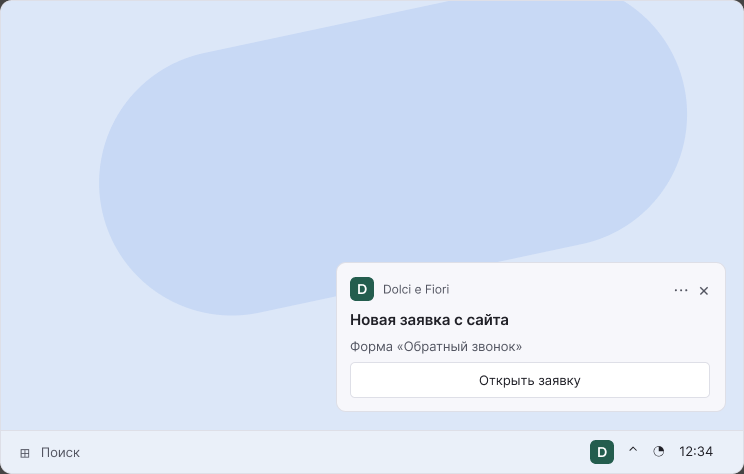 D Dolci e Fiori
Новая заявка с сайта
Форма «Обратный звонок»
Открыть заявку
Поиск D 12:34